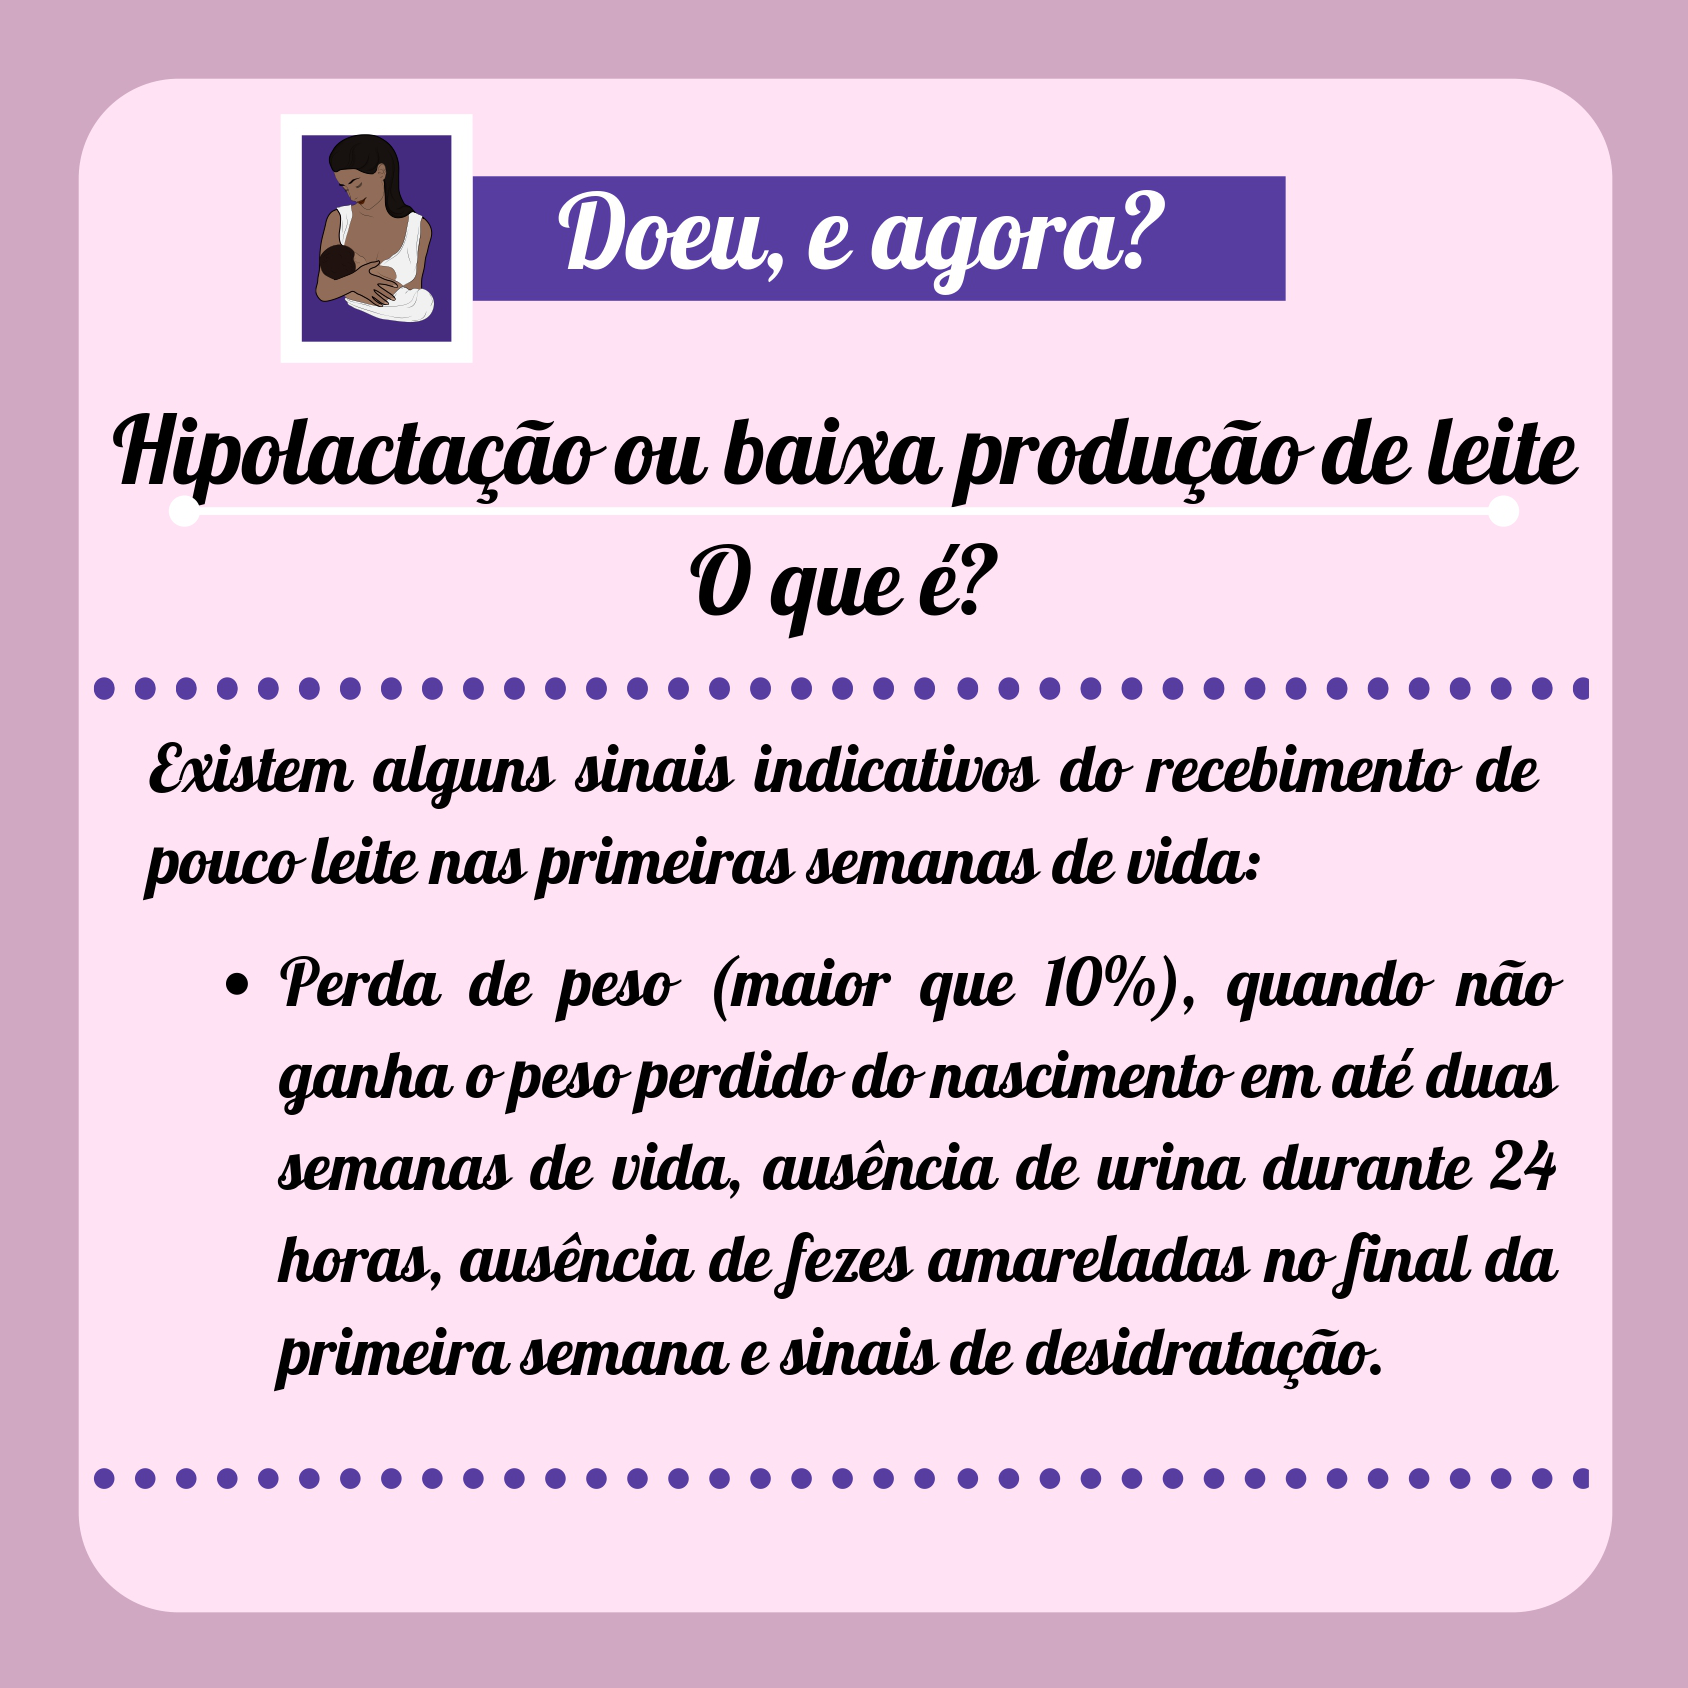 Doeu, e agora?
Hipolactação ou baixa produção de leite
O que é?
Existem alguns sinais indicativos do recebimento de
pouco leite nas primeiras semanas de vida:
• Perda de peso (maior que 10%), quando não
ganha o peso perdido do nascimento em até duas
semanas de vida, ausência de urina durante 24
horas, ausência de fezes amareladas no final da
primeira semana e sinais de desidratação.